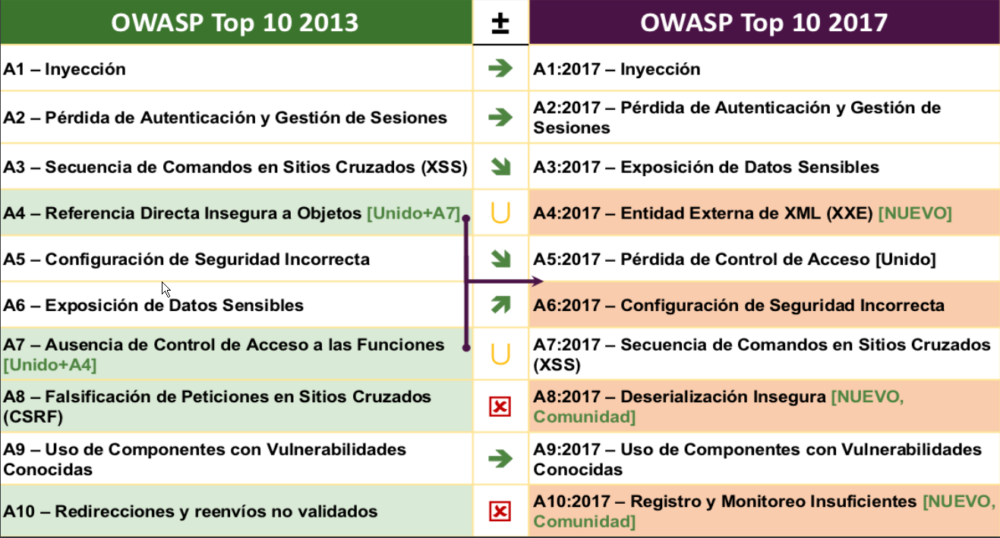 OWASP Top 10 2013 ± OWASP Top 10 2017
A1 – Inyección
A1:2017 – Inyección
A2 – Pérdida de Autenticación y Gestión de Sesiones
A2:2017 – Pérdida de Autenticación y Gestión de
Sesiones
A3 – Secuencia de Comandos en Sitios Cruzados (XSS)
A3:2017 – Exposición de Datos Sensibles
A4 – Referencia Directa Insegura a Objetos [Unido+A7]
U
A4:2017 – Entidad Externa de XML (XXE) [NUEVO]
A5 – Configuración de Seguridad Incorrecta
A5:2017 – Pérdida de Control de Acceso [Unido]
A6 – Exposición de Datos Sensibles
A6:2017 – Configuración de Seguridad Incorrecta
A7 – Ausencia de Control de Acceso a las Funciones
[Unido+A4]
U
A7:2017 – Secuencia de Comandos en Sitios Cruzados
(XSS)
A8 – Falsificación de Peticiones en Sitios Cruzados
(CSRF)
A8:2017 – Deserialización Insegura [NUEVO,
Comunidad]
A9 – Uso de Componentes con Vulnerabilidades
Conocidas
A9:2017 – Uso de Componentes con Vulnerabilidades
Conocidas
A10 – Redirecciones y reenvíos no validados
A10:2017 – Registro y Monitoreo Insuficientes [NUEVO,
Comunidad]